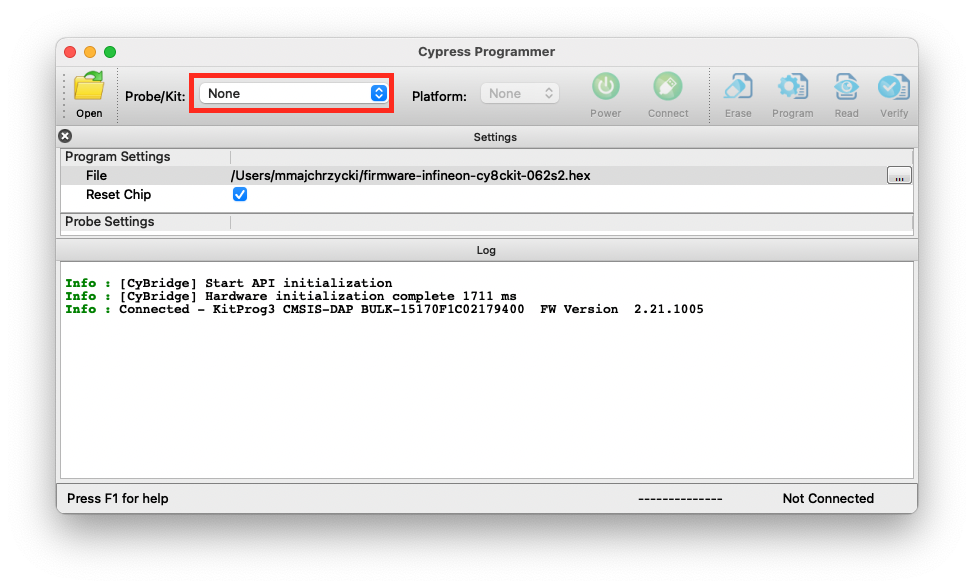 Cypress Programmer
Open
Probe/Kit: None
Platform: None
Power
Connect
Erase
Program
Read
Verify
Settings
Program Settings
File /Users/mmajchrzycki/firmware-infineon-cy8ckit-062s2.hex ...
Reset Chip
Probe Settings
Log
Info : [CyBridge] Start API initialization
Info : [CyBridge] Hardware initialization complete 1711 ms
Info : Connected - KitProg3 CMSIS-DAP BULK-15170F1C02179400 FW Version 2.21.1005
Press F1 for help -------------- Not Connected